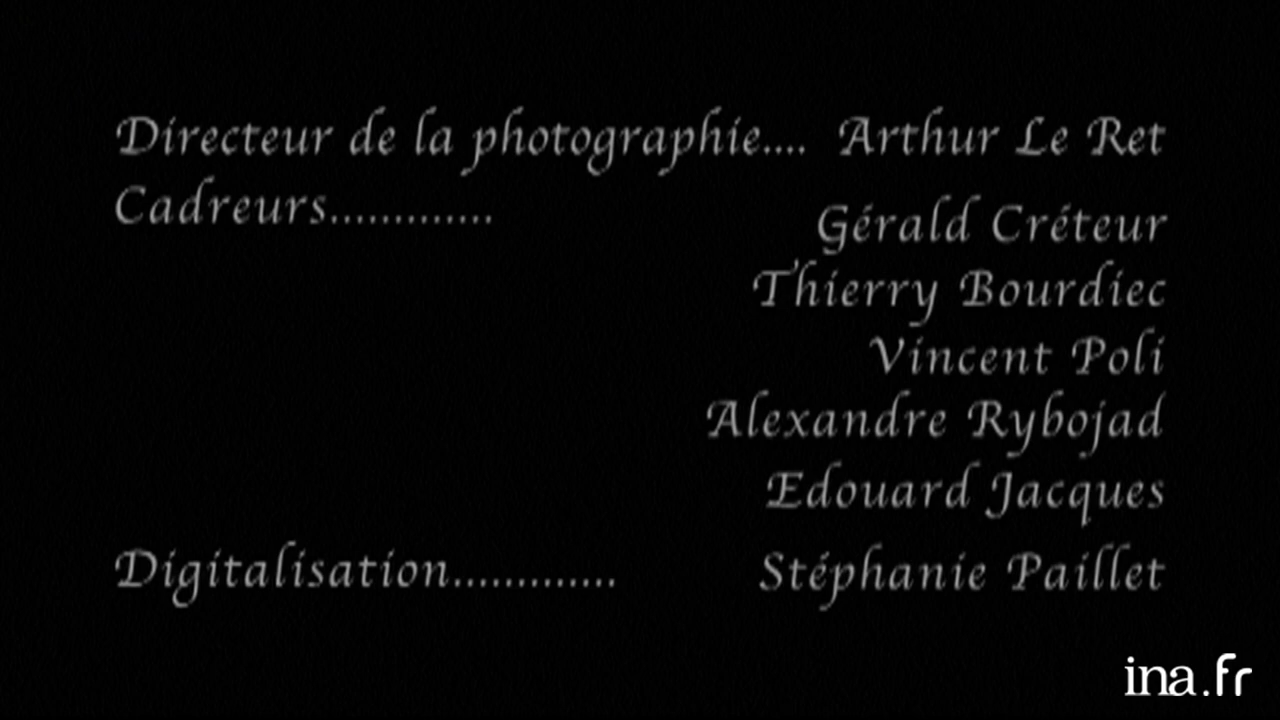 Directeur de la photographie.... Arthur Le Ret
Cadreurs.............
Gérald Créteur
Thierry Bourdiec
Vincent Poli
Alexandre Rybojad
Edouard Jacques
Digitalisation............. Stéphanie Paillet
ina.fr